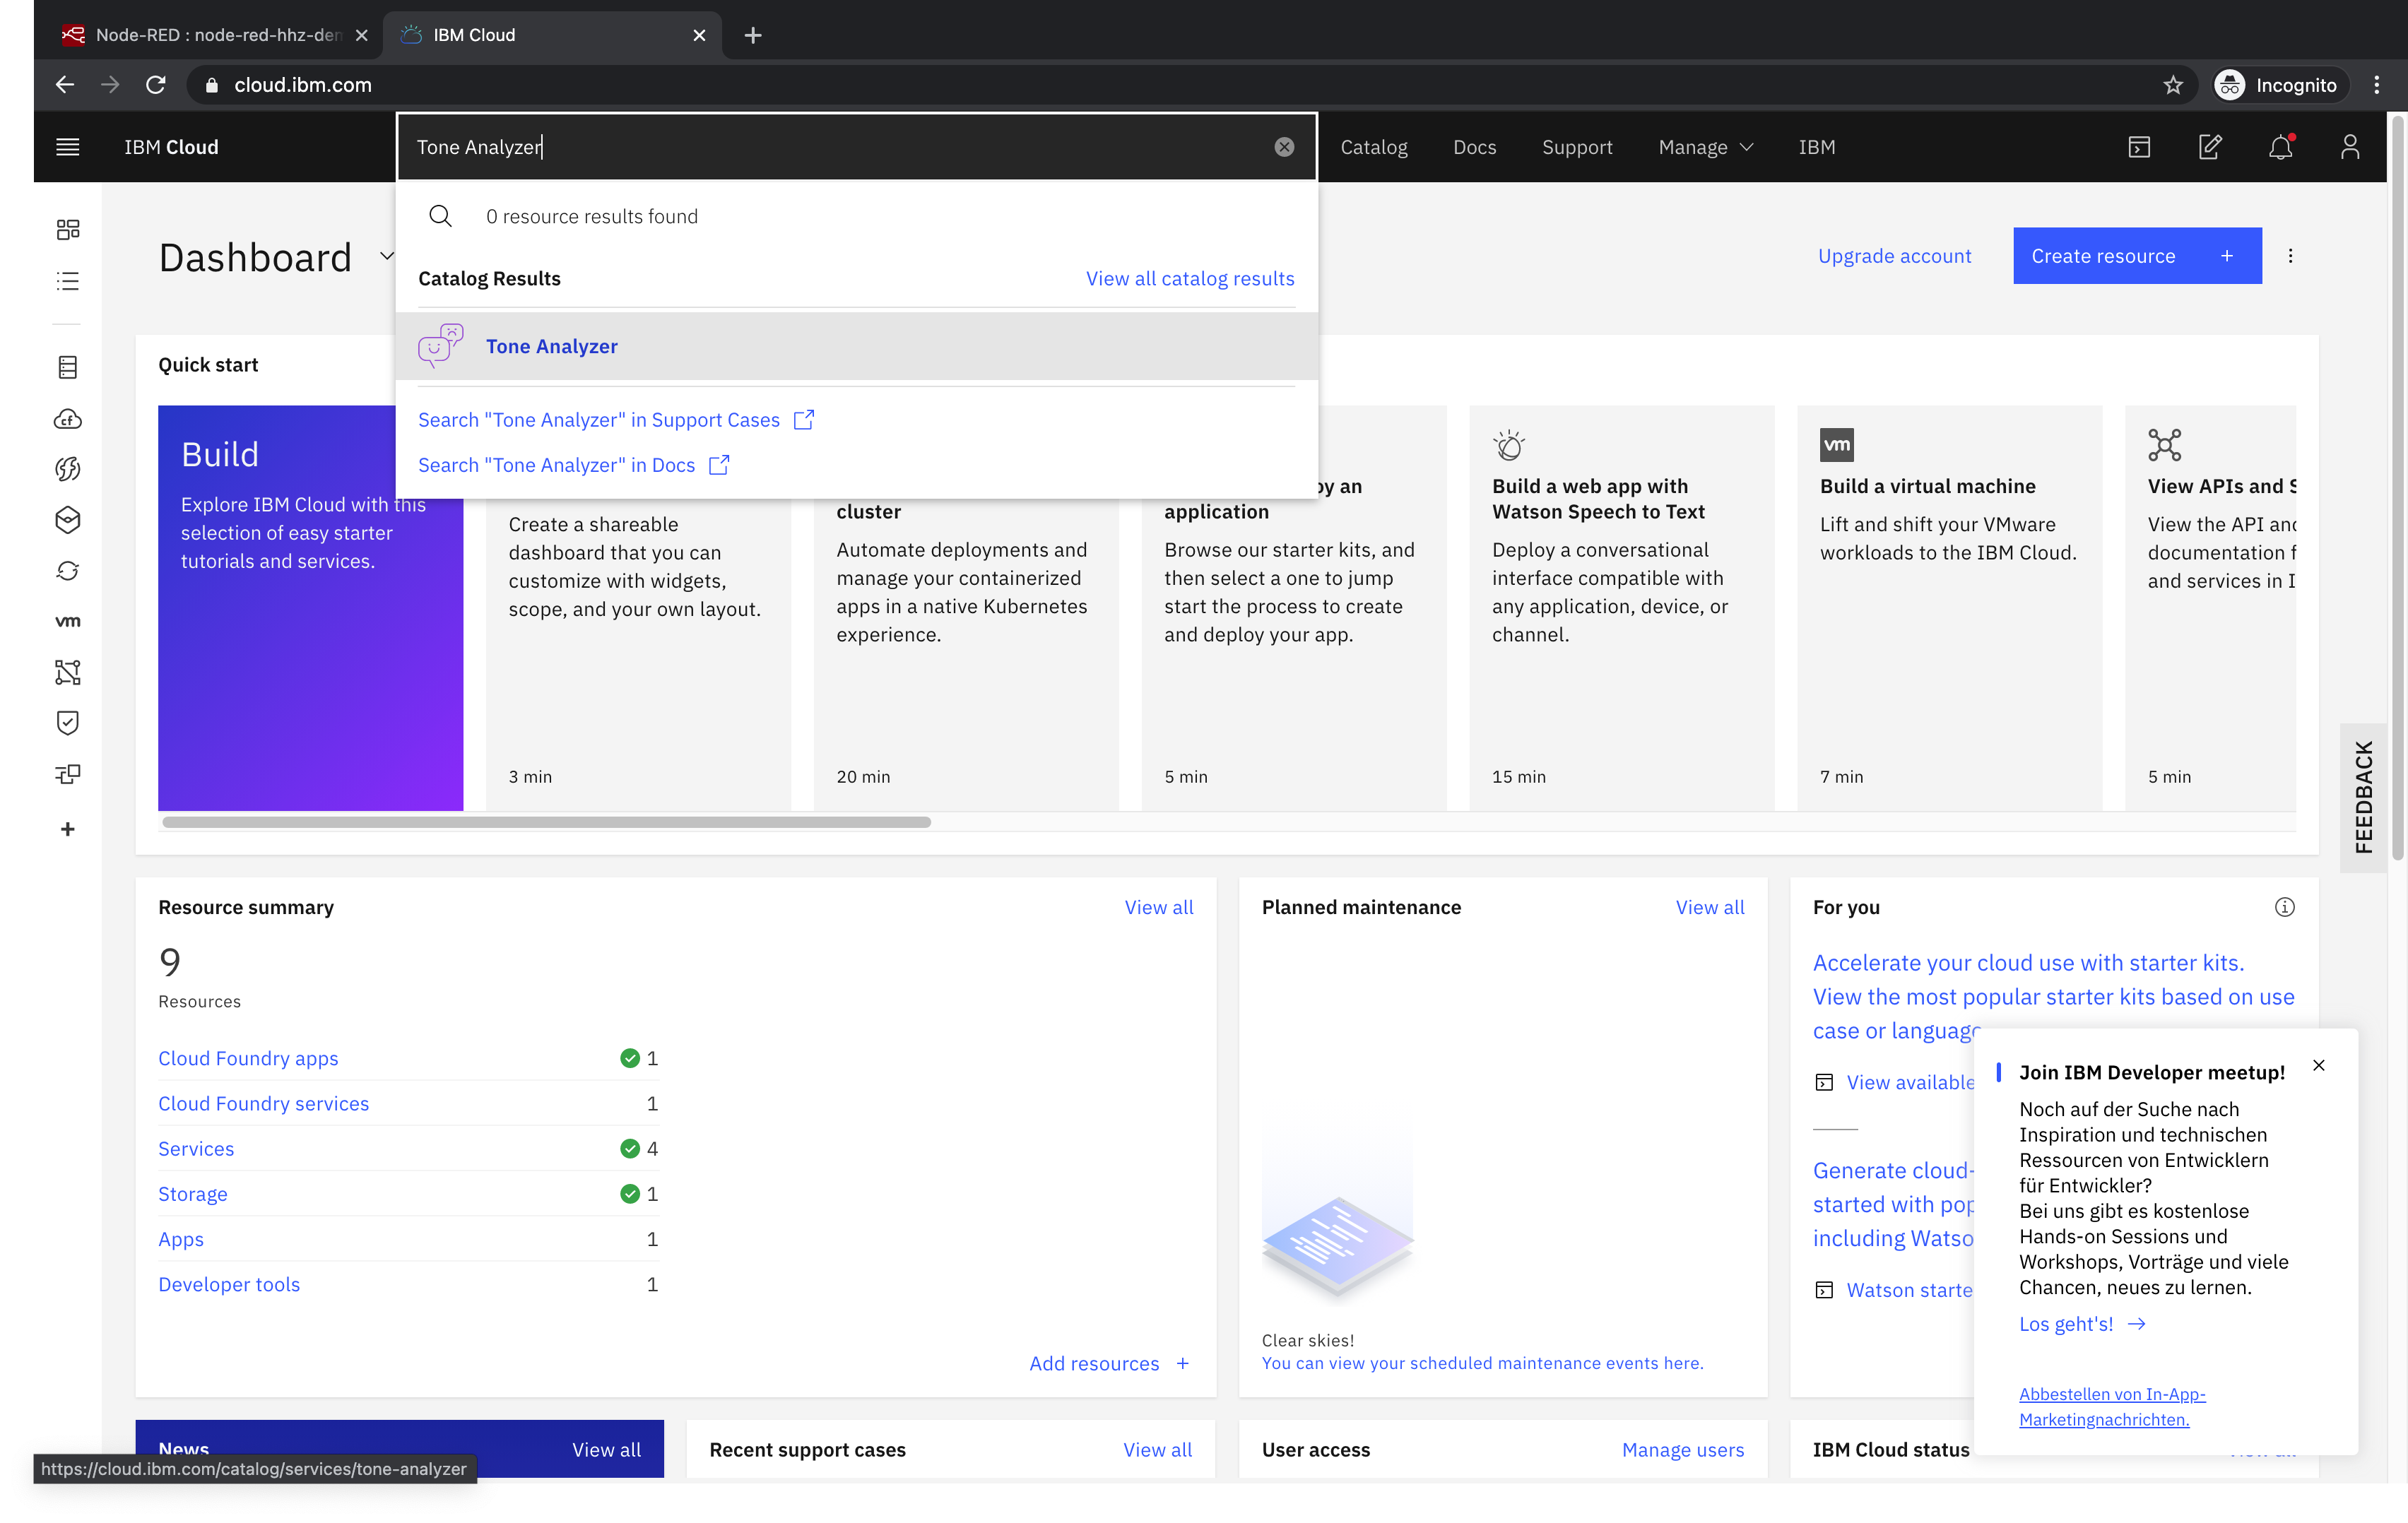 Node-RED : node-red-hhz-den
IBM Cloud
cloud.ibm.com
Incognito
IBM Cloud
Tone Analyzer
Catalog
Docs
Support
Manage
IBM
0 resource results found
Catalog Results
View all catalog results
Tone Analyzer
Search "Tone Analyzer" in Support Cases
Search "Tone Analyzer" in Docs
Dashboard
Upgrade account
Create resource
Quick start
Build
Explore IBM Cloud with this
selection of easy starter
tutorials and services.
Create a shareable
dashboard that you can
customize with widgets,
scope, and your own layout.
3 min
cluster
Automate deployments and
manage your containerized
apps in a native Kubernetes
experience.
20 min
by an
application
Browse our starter kits, and
then select a one to jump
start the process to create
and deploy your app.
5 min
Build a web app with
Watson Speech to Text
Deploy a conversational
interface compatible with
any application, device, or
channel.
15 min
vm
Build a virtual machine
Lift and shift your VMware
workloads to the IBM Cloud.
7 min
View APIs and S
View the API and
documentation f
and services in I
5 min
cf
vm
FEEDBACK
Resource summary
View all
9
Resources
Cloud Foundry apps 1
Cloud Foundry services 1
Services 4
Storage 1
Apps 1
Developer tools 1
Add resources +
Planned maintenance
View all
Clear skies!
You can view your scheduled maintenance events here.
For you
Accelerate your cloud use with starter kits.
View the most popular starter kits based on use
case or language
View available
Generate cloud-
started with pop
including Watso
Watson starte
Join IBM Developer meetup!
Noch auf der Suche nach
Inspiration und technischen
Ressourcen von Entwicklern
für Entwickler?
Bei uns gibt es kostenlose
Hands-on Sessions und
Workshops, Vorträge und viele
Chancen, neues zu lernen.
Los geht's!
Abbestellen von In-App-
Marketingnachrichten.
News
View all
Recent support cases
View all
User access
Manage users
IBM Cloud status
https://cloud.ibm.com/catalog/services/tone-analyzer